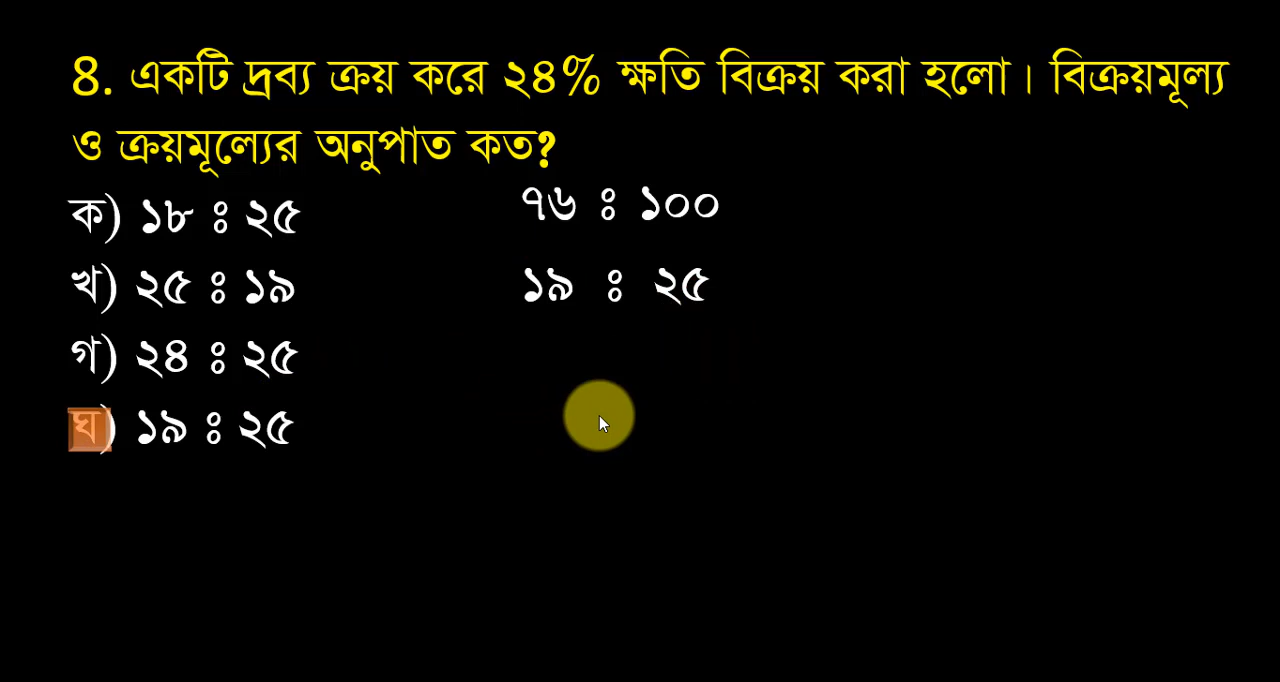 8. একটি দ্রব্য ক্রয় করে ২৪% ক্ষতি বিক্রয় করা হলো। বিক্রয়মূল্য
ও ক্রয়মূল্যের অনুপাত কত?
ক) ১৮ ঃ ২৫
৭৬ ঃ ১০০
খ) ২৫ ঃ ১৯
১৯ ঃ ২৫
গ) ২৪ ঃ ২৫
ঘ) ১৯ ঃ ২৫